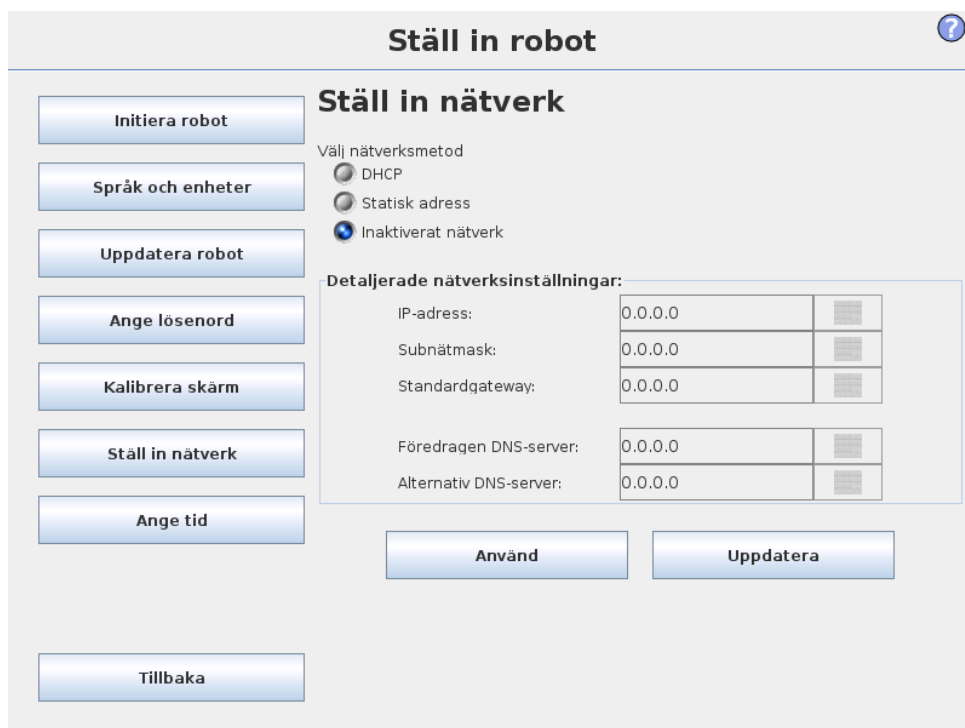 Ställ in robot
?
Initiera robot
Språk och enheter
Uppdatera robot
Ange lösenord
Kalibrera skärm
Ställ in nätverk
Ange tid
Tillbaka
Ställ in nätverk
Välj nätverksmetod
DHCP
Statisk adress
Inaktiverat nätverk
Detaljerade nätverksinställningar:
IP-adress: 0.0.0.0
Subnätmask: 0.0.0.0
Standardgateway: 0.0.0.0
Föredragen DNS-server: 0.0.0.0
Alternativ DNS-server: 0.0.0.0
Använd Uppdatera